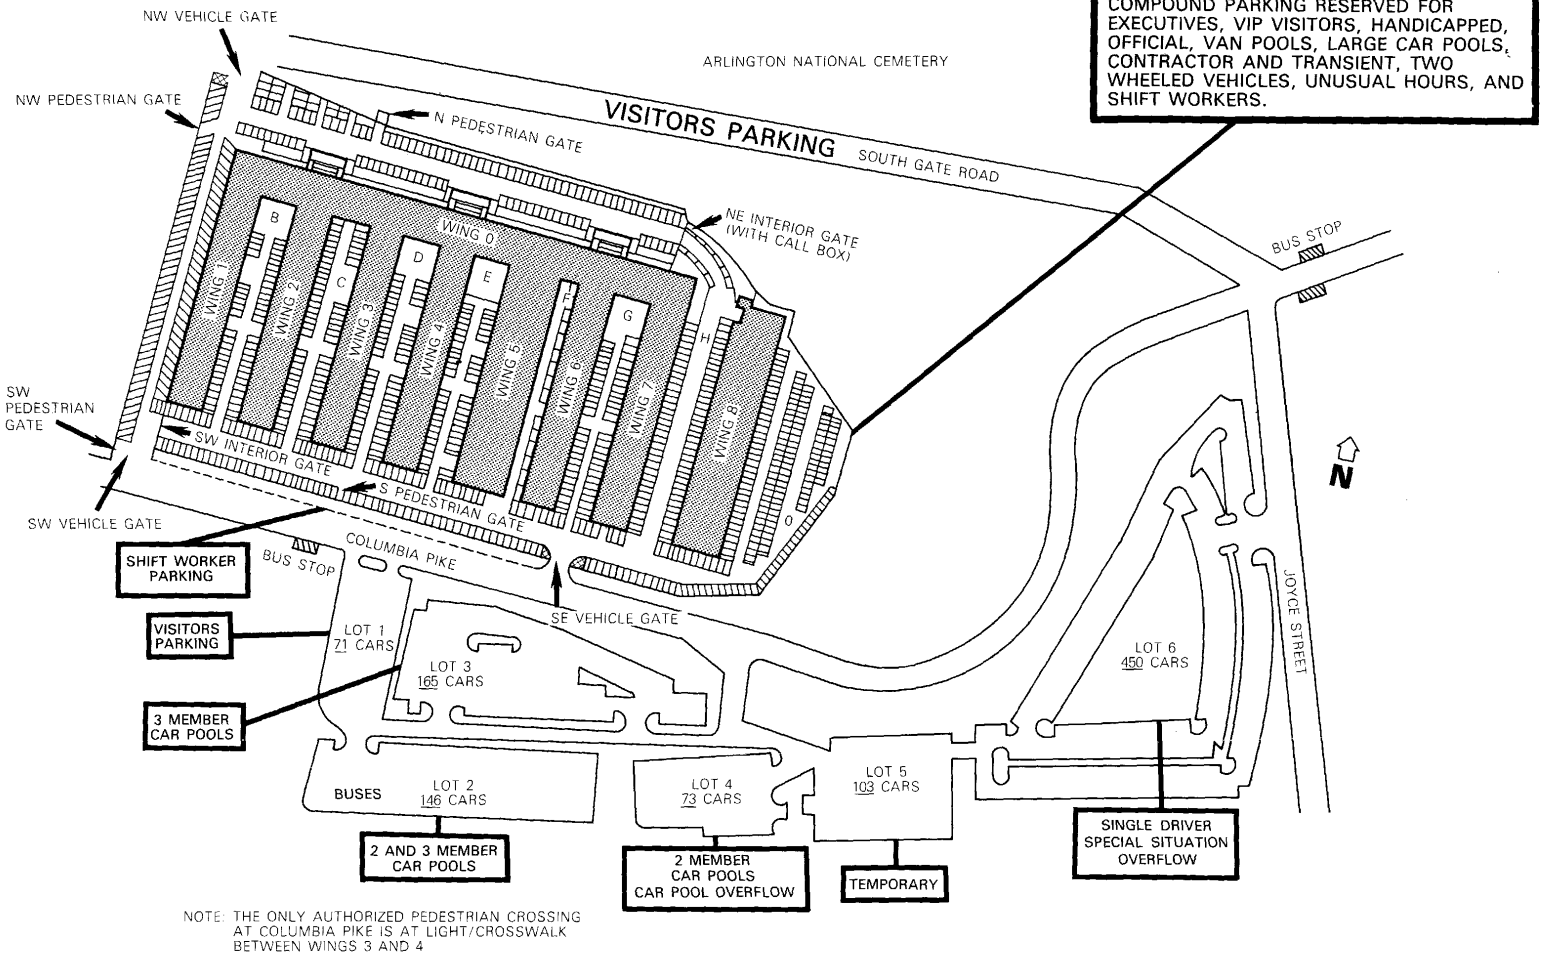 NW VEHICLE GATE
COMPOUND PARKING RESERVED FOR
EXECUTIVES, VIP VISITORS, HANDICAPPED,
OFFICIAL, VAN POOLS, LARGE CAR POOLS,
CONTRACTOR AND TRANSIENT, TWO
WHEELED VEHICLES, UNUSUAL HOURS, AND
SHIFT WORKERS.
ARLINGTON NATIONAL CEMETERY
NW PEDESTRIAN GATE
N PEDESTRIAN GATE
VISITORS PARKING
SOUTH GATE ROAD
NE INTERIOR GATE
(WITH CALL BOX)
BUS STOP
WING 0
B
C
D
E
F
G
H
WING 1
WING 2
WING 3
WING 4
WING 5
WING 6
WING 7
WING 8
O
SW
PEDESTRIAN
GATE
SW INTERIOR GATE
S PEDESTRIAN GATE
SW VEHICLE GATE
N
SHIFT WORKER
PARKING
BUS STOP
COLUMBIA PIKE
SE VEHICLE GATE
JOYCE STREET
VISITORS
PARKING
LOT 1
71 CARS
LOT 3
165 CARS
LOT 6
450 CARS
3 MEMBER
CAR POOLS
BUSES
LOT 2
146 CARS
LOT 4
73 CARS
LOT 5
103 CARS
2 AND 3 MEMBER
CAR POOLS
2 MEMBER
CAR POOLS
CAR POOL OVERFLOW
TEMPORARY
SINGLE DRIVER
SPECIAL SITUATION
OVERFLOW
NOTE: THE ONLY AUTHORIZED PEDESTRIAN CROSSING
AT COLUMBIA PIKE IS AT LIGHT/CROSSWALK
BETWEEN WINGS 3 AND 4